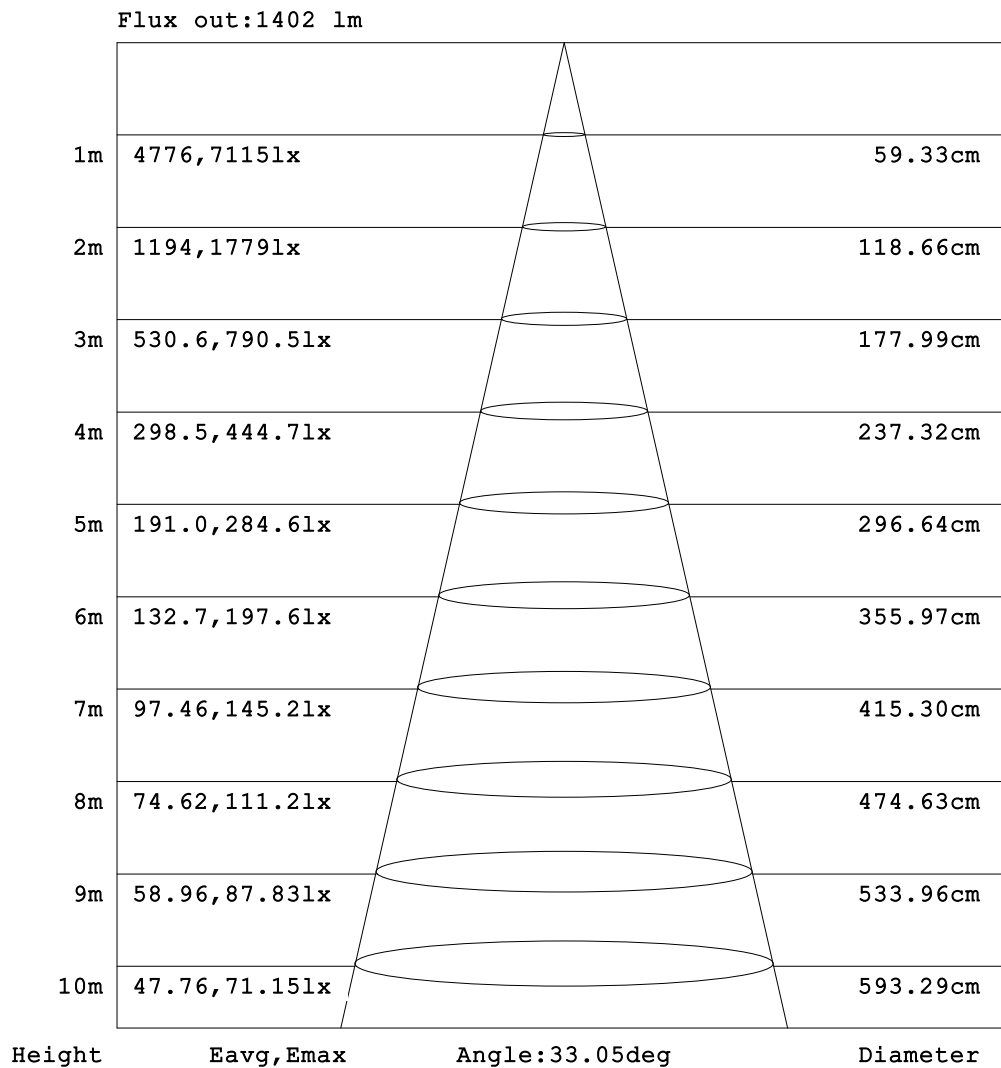 Flux out:1402 lm
1m 4776,7115lx 59.33cm
2m 1194,1779lx 118.66cm
3m 530.6,790.5lx 177.99cm
4m 298.5,444.7lx 237.32cm
5m 191.0,284.6lx 296.64cm
6m 132.7,197.6lx 355.97cm
7m 97.46,145.2lx 415.30cm
8m 74.62,111.2lx 474.63cm
9m 58.96,87.83lx 533.96cm
10m 47.76,71.15lx 593.29cm
Height Eavg,Emax Angle:33.05deg Diameter